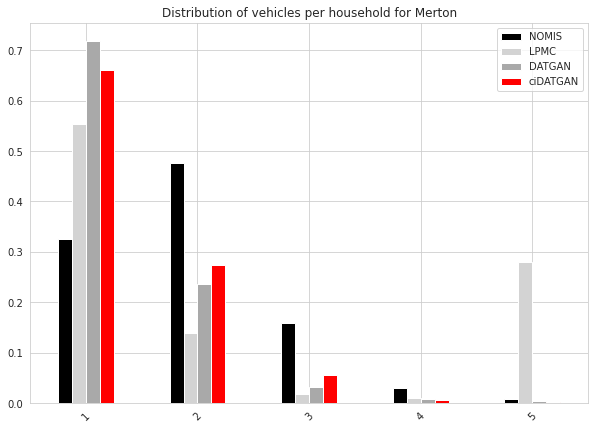 Distribution of vehicles per household for Merton
NOMIS
LPMC
DATGAN
ciDATGAN
0.7
0.6
0.5
0.4
0.3
0.2
0.1
0.0
1
2
3
4
5